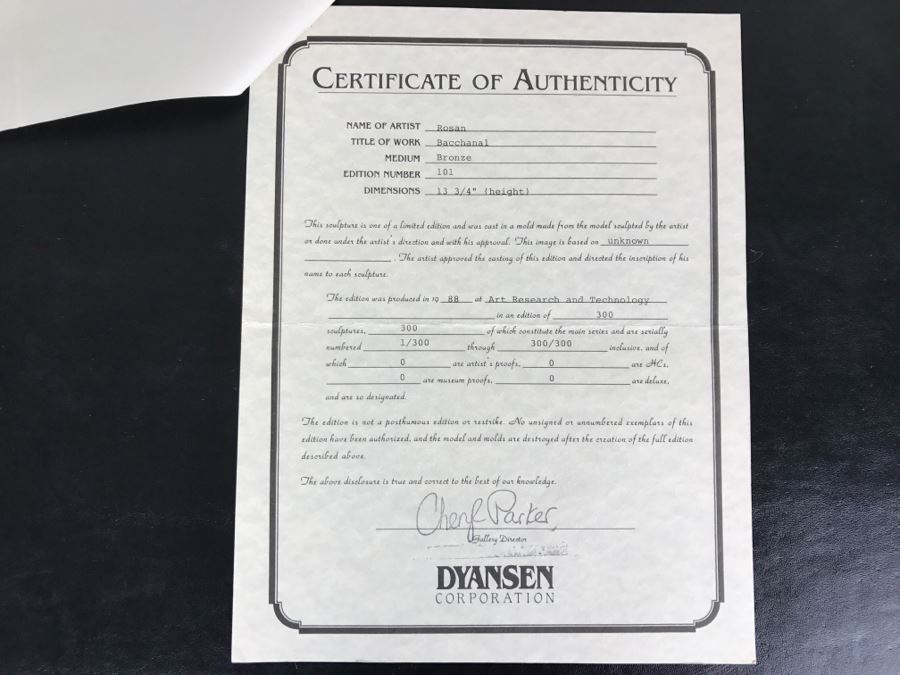 CERTIFICATE OF AUTHENTICITY
NAME OF ARTIST Rosan
TITLE OF WORK Bacchanal
MEDIUM Bronze
EDITION NUMBER 101
DIMENSIONS 13 3/4" (height)
This sculpture is one of a limited edition and was cast in a mold made from the model sculpted by the artist
or done under the artist's direction and with his approval. This image is based on unknown
. The artist approved the casting of this edition and directed the inscription of his
name to each sculpture.
The edition was produced in 19 88 at Art Research and Technology
in an edition of 300
sculptures, 300 of which constitute the main series and are serially
numbered 1/300 through 300/300 inclusive, and of
which 0 are artist's proofs, 0 are HCs,
0 are museum proofs, 0 are deluxe,
and are so designated.
The edition is not a posthumous edition or restrike. No unsigned or unnumbered exemplars of this
edition have been authorized, and the model and molds are destroyed after the creation of the full edition
described above.
The above disclosure is true and correct to the best of our knowledge.
Cheryl Parker
Gallery Director
DYANSEN
CORPORATION